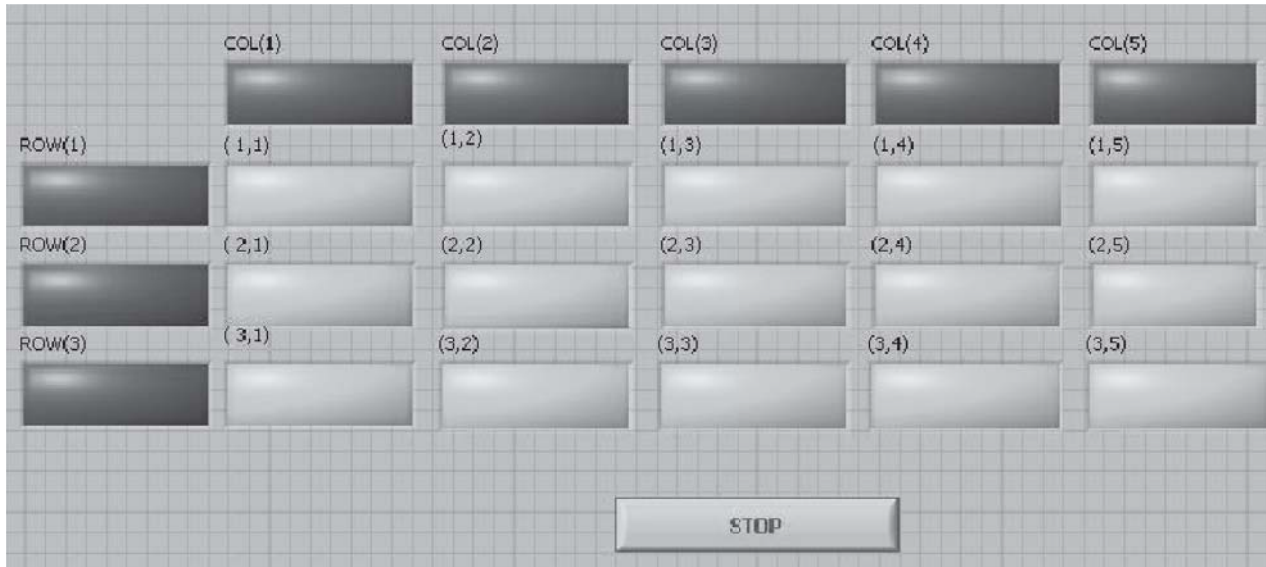 COL(1) COL(2) COL(3) COL(4) COL(5)
ROW(1) ( 1,1) (1,2) (1,3) (1,4) (1,5)
ROW(2) ( 2,1) (2,2) (2,3) (2,4) (2,5)
ROW(3) ( 3,1) (3,2) (3,3) (3,4) (3,5)
STOP